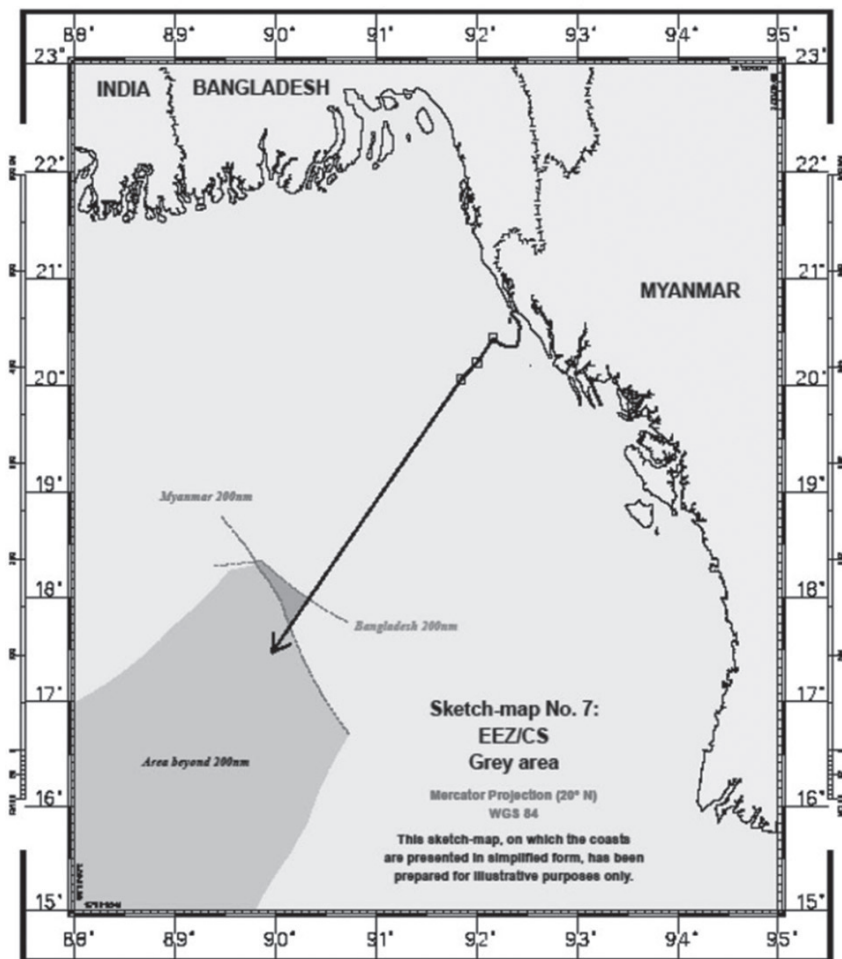 88° 89° 90° 91° 92° 93° 94° 95°
23° 23°
INDIA BANGLADESH
22° 22°
21° 21°
MYANMAR
20° 20°
19° 19°
Myanmar 200nm
18° 18°
Bangladesh 200nm
17° 17°
Sketch-map No. 7:
EEZ/CS
Grey area
Area beyond 200nm
Mercator Projection (20° N)
WGS 84
16° 16°
This sketch-map, on which the coasts
are presented in simplified form, has been
prepared for illustrative purposes only.
15° 15°
88° 89° 90° 91° 92° 93° 94° 95°